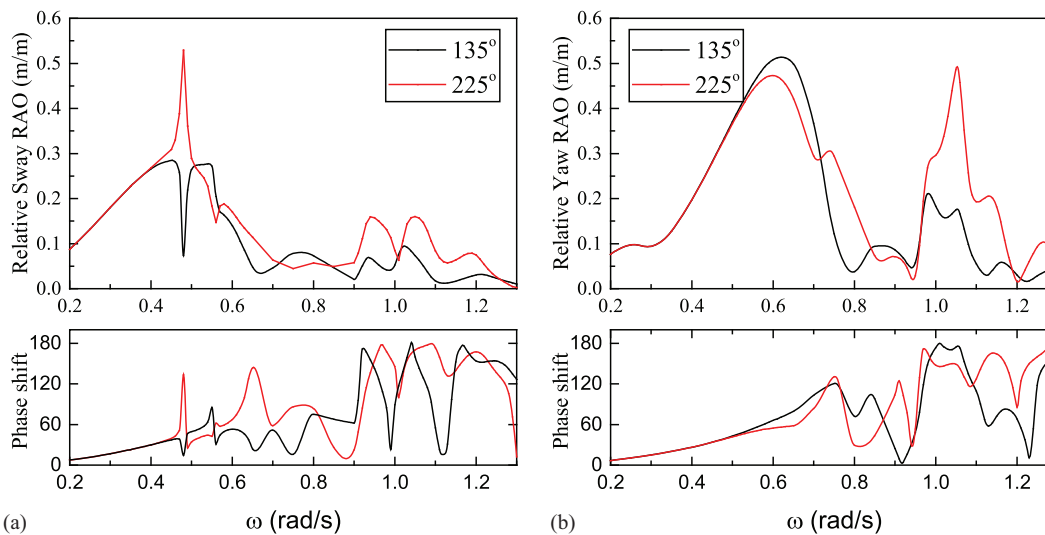 Relative Sway RAO (m/m)
0.6
0.5
0.4
0.3
0.2
0.1
0.0
135°
225°
0.2 0.4 0.6 0.8 1.0 1.2
Phase shift
180
120
60
0
0.2 0.4 0.6 0.8 1.0 1.2
(a)
ω (rad/s)
Relative Yaw RAO (m/m)
0.6
0.5
0.4
0.3
0.2
0.1
0.0
135°
225°
0.2 0.4 0.6 0.8 1.0 1.2
Phase shift
180
120
60
0
0.2 0.4 0.6 0.8 1.0 1.2
(b)
ω (rad/s)